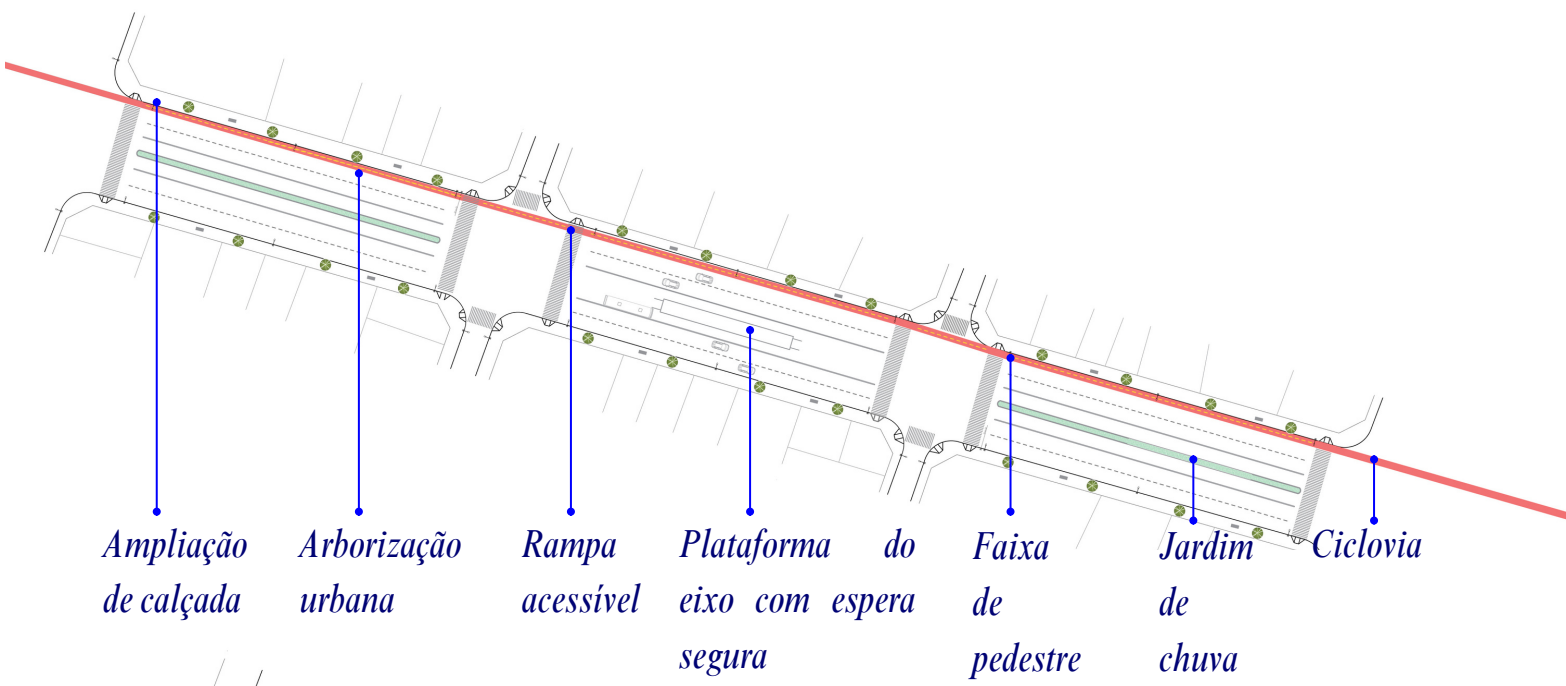 Ampliação
de calçada
Arborização
urbana
Rampa
acessível
Plataforma do
eixo com espera
segura
Faixa
de
pedestre
Jardim
de
chuva
Ciclovia